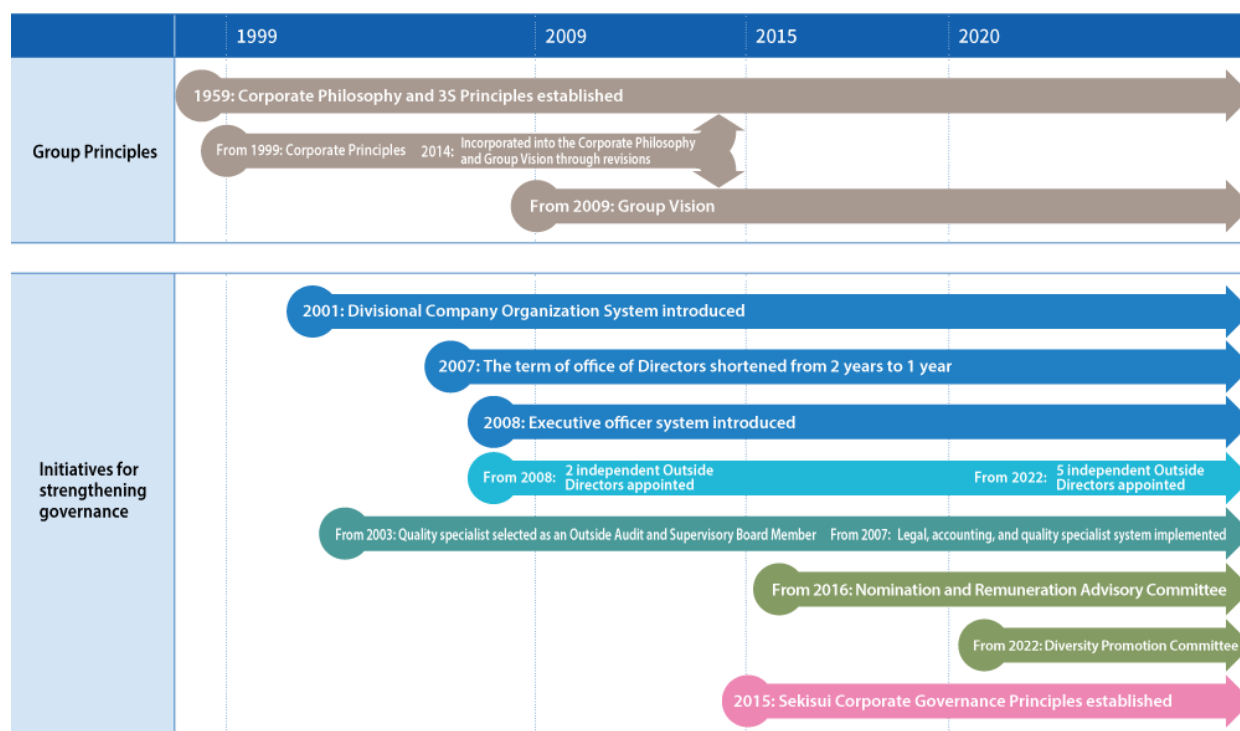 1999 2009 2015 2020
Group Principles
1959: Corporate Philosophy and 3S Principles established
From 1999: Corporate Principles 2014: Incorporated into the Corporate Philosophy
and Group Vision through revisions
From 2009: Group Vision
Initiatives for
strengthening
governance
2001: Divisional Company Organization System introduced
2007: The term of office of Directors shortened from 2 years to 1 year
2008: Executive officer system introduced
From 2008: 2 independent Outside
Directors appointed
From 2022: 5 independent Outside
Directors appointed
From 2003: Quality specialist selected as an Outside Audit and Supervisory Board Member From 2007: Legal, accounting, and quality specialist system implemented
From 2016: Nomination and Remuneration Advisory Committee
From 2022: Diversity Promotion Committee
2015: Sekisui Corporate Governance Principles established